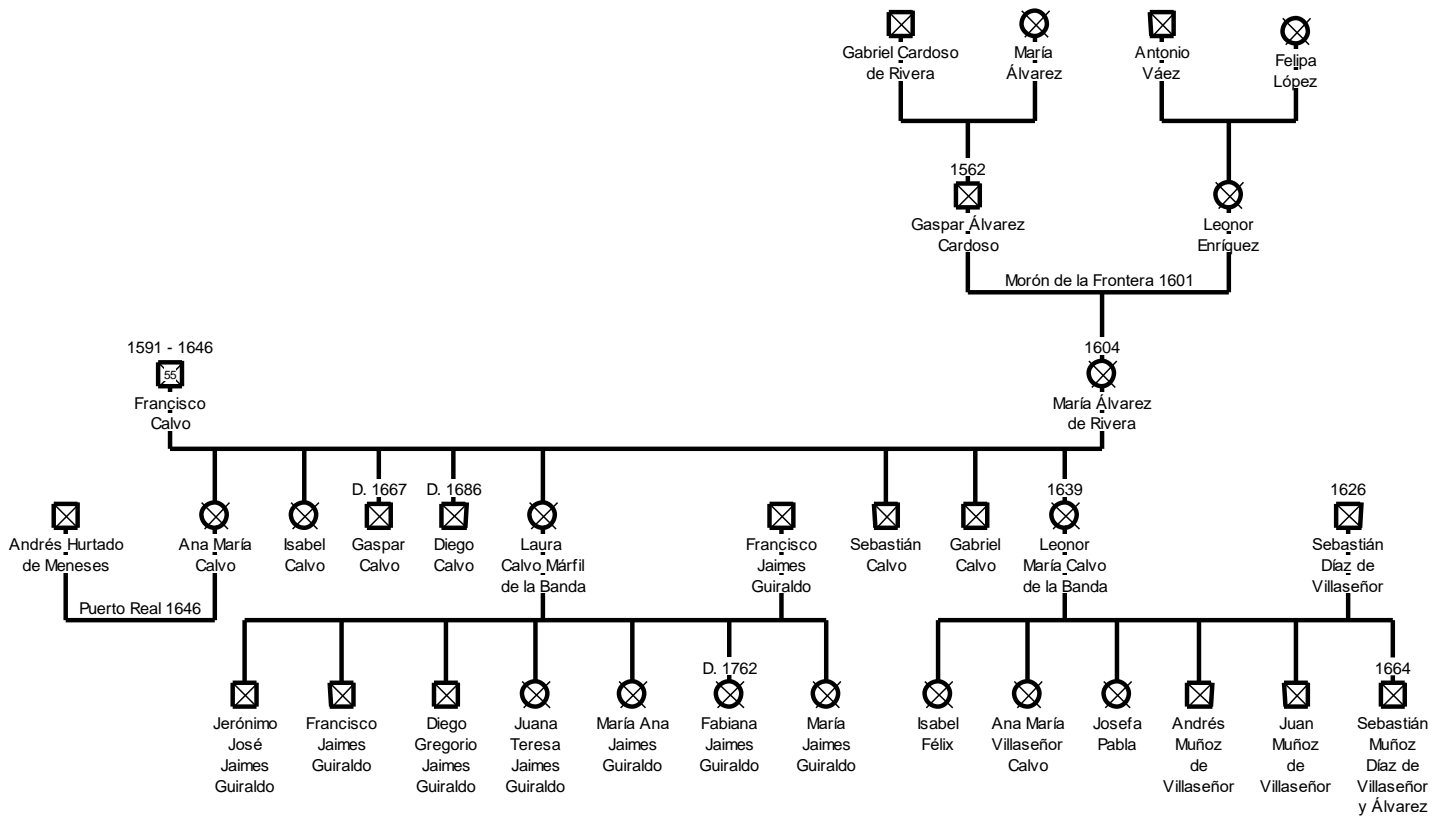 Gabriel Cardoso
de Rivera
María
Álvarez
Antonio
Váez
Felipa
López
1562
Gaspar Álvarez
Cardoso
Leonor
Enríquez
Morón de la Frontera 1601
1591 - 1646
55
Francisco
Calvo
1604
María Álvarez
de Rivera
Andrés Hurtado
de Meneses
Ana María
Calvo
Puerto Real 1646
Isabel
Calvo
D. 1667
Gaspar
Calvo
D. 1686
Diego
Calvo
Laura
Calvo Márfil
de la Banda
Francisco
Jaimes
Guiraldo
Sebastián
Calvo
Gabriel
Calvo
1639
Leonor
María Calvo
de la Banda
1626
Sebastián
Díaz de
Villaseñor
Jerónimo
José
Jaimes
Guiraldo
Francisco
Jaimes
Guiraldo
Diego
Gregorio
Jaimes
Guiraldo
Juana
Teresa
Jaimes
Guiraldo
María Ana
Jaimes
Guiraldo
D. 1762
Fabiana
Jaimes
Guiraldo
María
Jaimes
Guiraldo
Isabel
Félix
Ana María
Villaseñor
Calvo
Josefa
Pabla
Andrés
Muñoz
de
Villaseñor
Juan
Muñoz
de
Villaseñor
1664
Sebastián
Muñoz
Díaz de
Villaseñor
y Álvarez